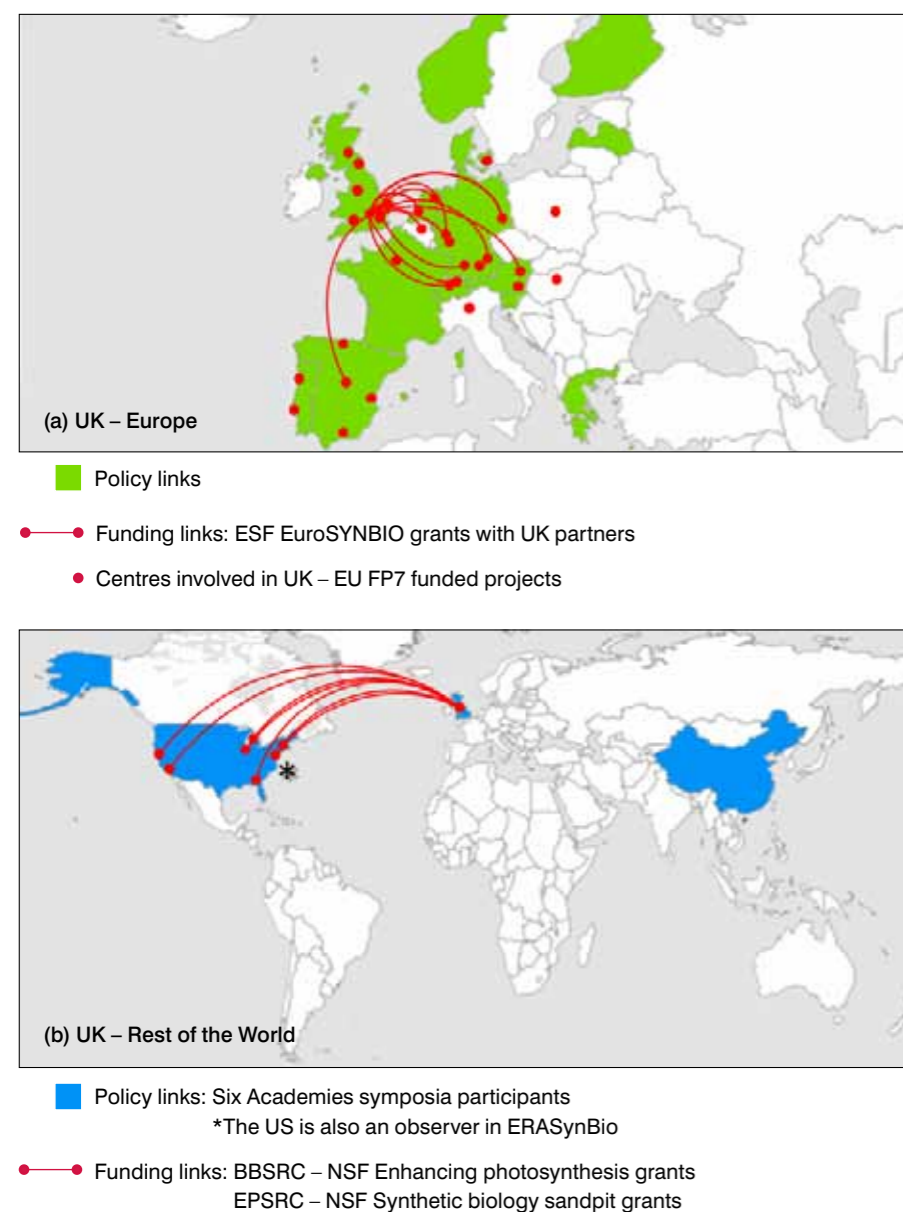 (a) UK – Europe
Policy links
Funding links: ESF EuroSYNBIO grants with UK partners
Centres involved in UK – EU FP7 funded projects
*
(b) UK – Rest of the World
Policy links: Six Academies symposia participants
*The US is also an observer in ERASynBio
Funding links: BBSRC – NSF Enhancing photosynthesis grants
EPSRC – NSF Synthetic biology sandpit grants